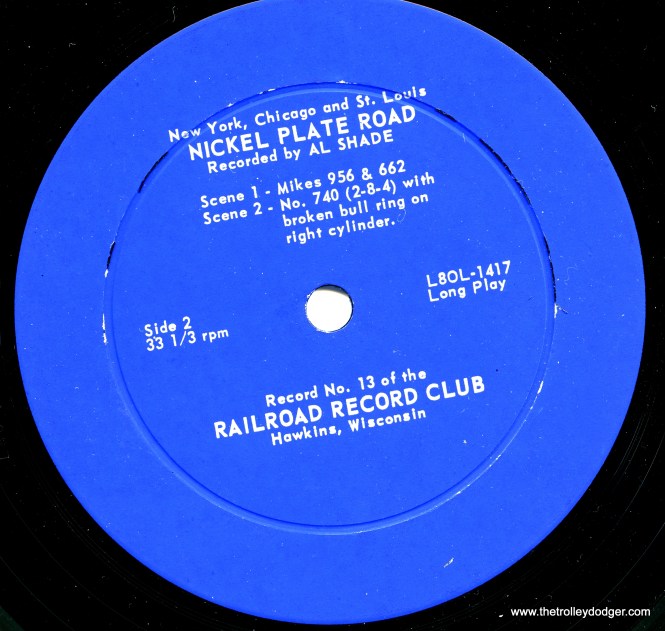 New York, Chicago and St. Louis
NICKEL PLATE ROAD
Recorded by AL SHADE
Scene 1 - Mikes 956 & 662
Scene 2 - No. 740 (2-8-4) with
broken bull ring on
right cylinder.
L8OL-1417
Long Play
Side 2
33 1/3 rpm
Record No. 13 of the
RAILROAD RECORD CLUB
Hawkins, Wisconsin
www.thetrolleydodger.com